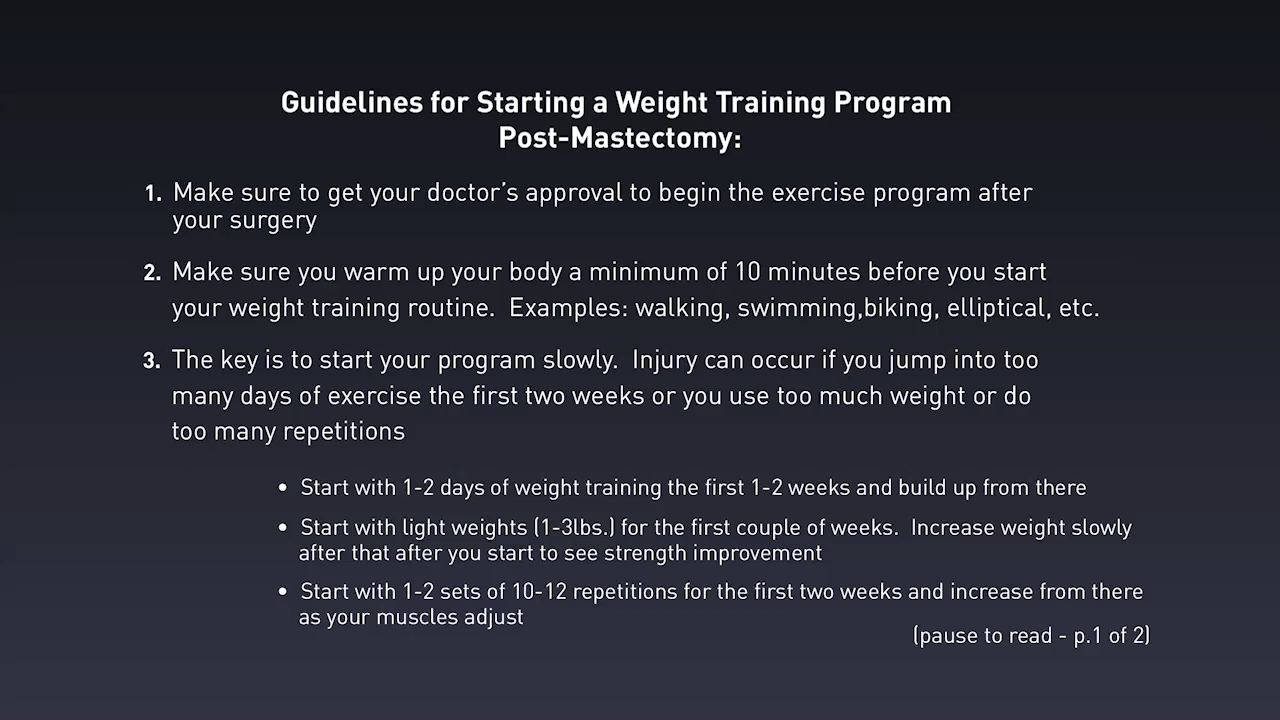 Guidelines for Starting a Weight Training Program
Post-Mastectomy:
1. Make sure to get your doctor's approval to begin the exercise program after
your surgery
2. Make sure you warm up your body a minimum of 10 minutes before you start
your weight training routine.  Examples: walking, swimming,biking, elliptical, etc.
3. The key is to start your program slowly.  Injury can occur if you jump into too
many days of exercise the first two weeks or you use too much weight or do
too many repetitions
• Start with 1-2 days of weight training the first 1-2 weeks and build up from there
• Start with light weights (1-3lbs.) for the first couple of weeks.  Increase weight slowly
after that after you start to see strength improvement
• Start with 1-2 sets of 10-12 repetitions for the first two weeks and increase from there
as your muscles adjust
(pause to read - p.1 of 2)